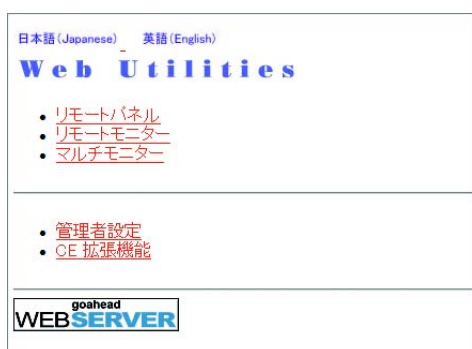 日本語(Japanese) 英語(English)
Web Utilities
リモートパネル
リモートモニター
マルチモニター
管理者設定
CE 拡張機能
goahead
WEBSERVER